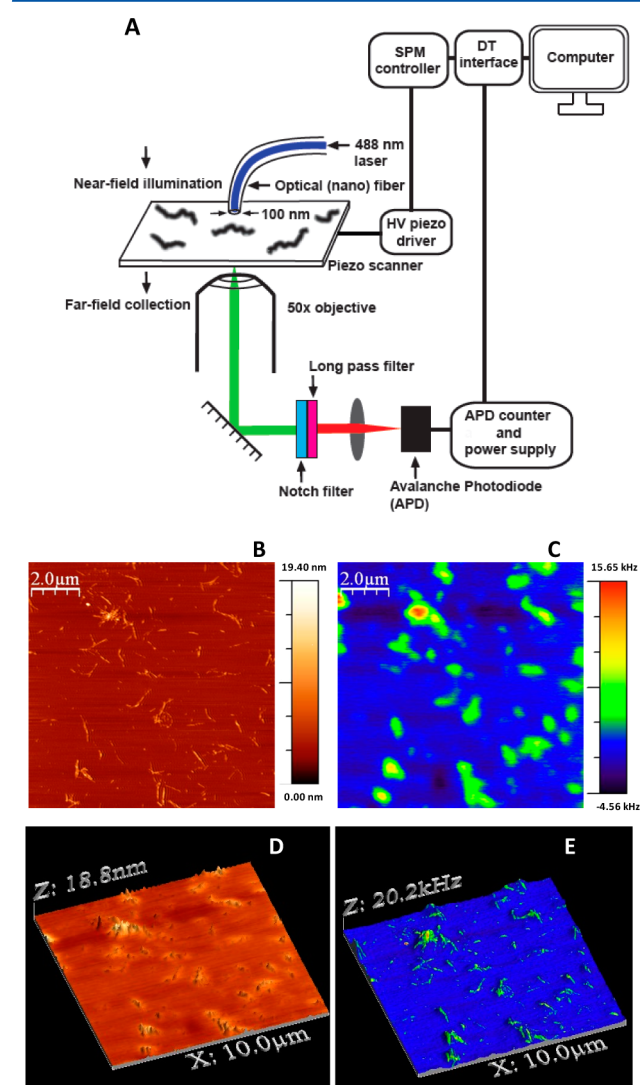 A
SPM
controller
DT
interface
Computer
488 nm
laser
Near-field illumination
Optical (nano) fiber
100 nm
HV piezo
driver
Piezo scanner
Far-field collection
50x objective
Long pass filter
APD counter
and
power supply
Notch filter
Avalanche Photodiode
(APD)
B
19.40 nm
2.0µm
0.00 nm
C
15.65 kHz
2.0µm
-4.56 kHz
D
Z: 18.8nm
X: 10.0µm
E
Z: 20.2kHz
X: 10.0µm